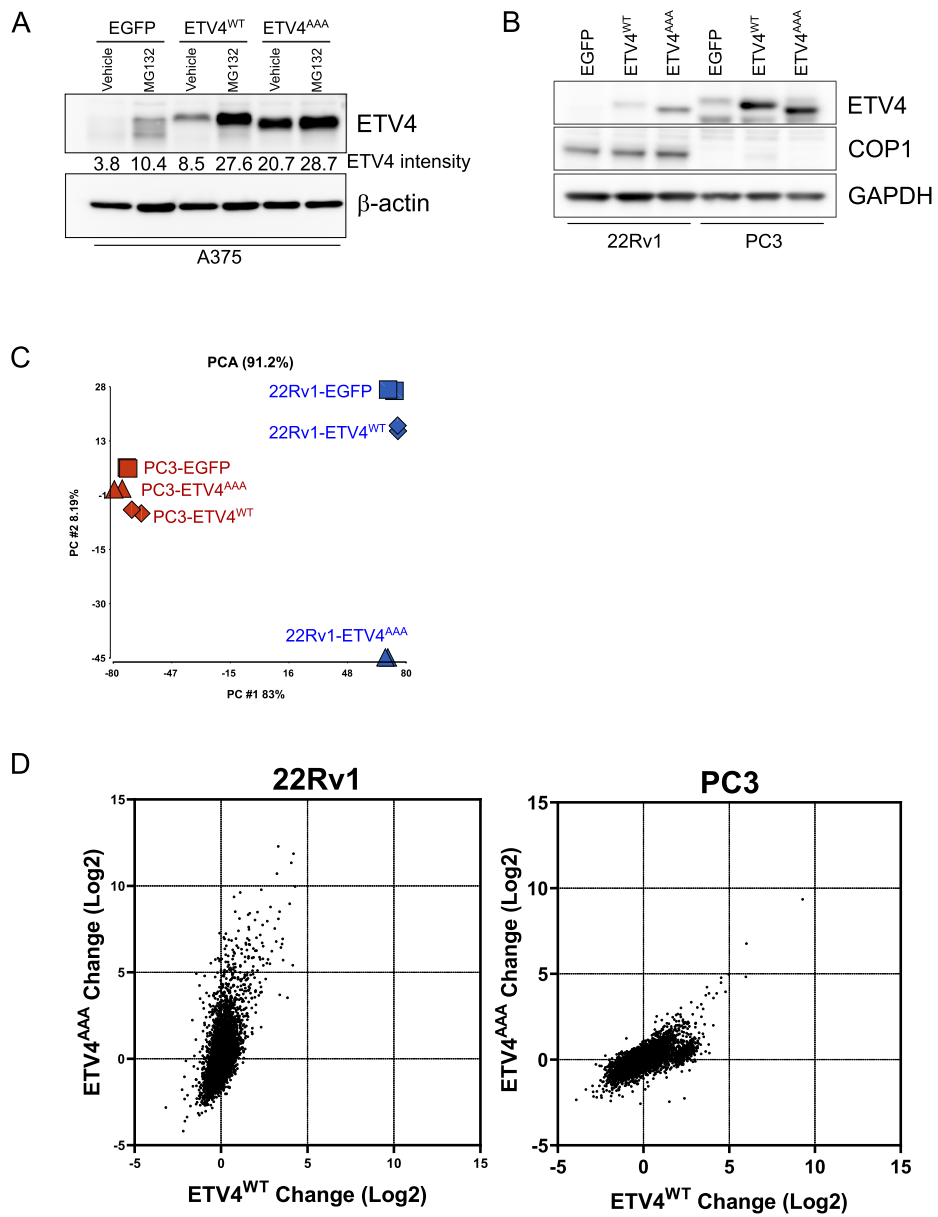 A
EGFP ETV4WT ETV4AAA
Vehicle MG132 Vehicle MG132 Vehicle MG132
ETV4
3.8 10.4 8.5 27.6 20.7 28.7 ETV4 intensity
β-actin
A375
B
EGFP ETV4WT ETV4AAA EGFP ETV4WT ETV4AAA
ETV4
COP1
GAPDH
22Rv1 PC3
C
PCA (91.2%)
28
22Rv1-EGFP
22Rv1-ETV4WT
13
PC3-EGFP
PC3-ETV4AAA
-1
PC3-ETV4WT
PC #2 8.19%
-15
-30
22Rv1-ETV4AAA
-45
-80 -47 -15 16 48 80
PC #1 83%
D
22Rv1
15
10
5
0
-5
ETV4AAA Change (Log2)
-5 0 5 10 15
ETV4WT Change (Log2)
PC3
15
10
5
0
-5
ETV4AAA Change (Log2)
-5 0 5 10 15
ETV4WT Change (Log2)